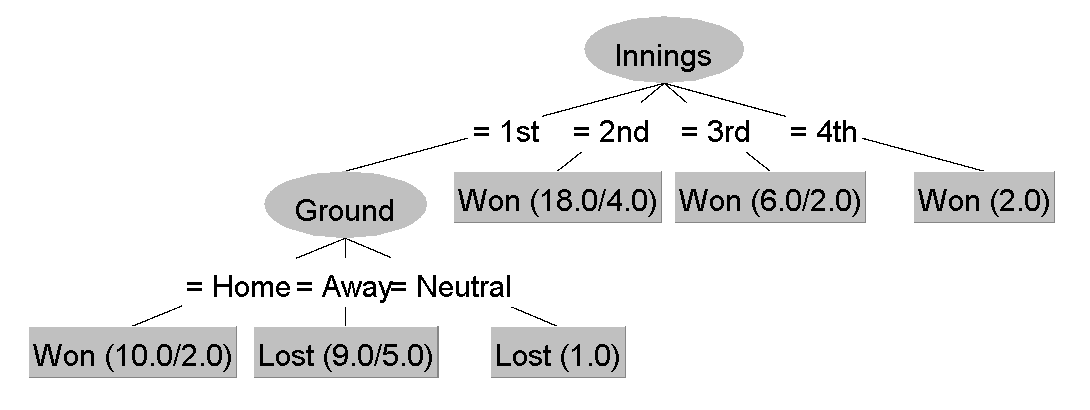 Innings
= 1st = 2nd = 3rd = 4th
Ground Won (18.0/4.0) Won (6.0/2.0) Won (2.0)
= Home = Away = Neutral
Won (10.0/2.0) Lost (9.0/5.0) Lost (1.0)